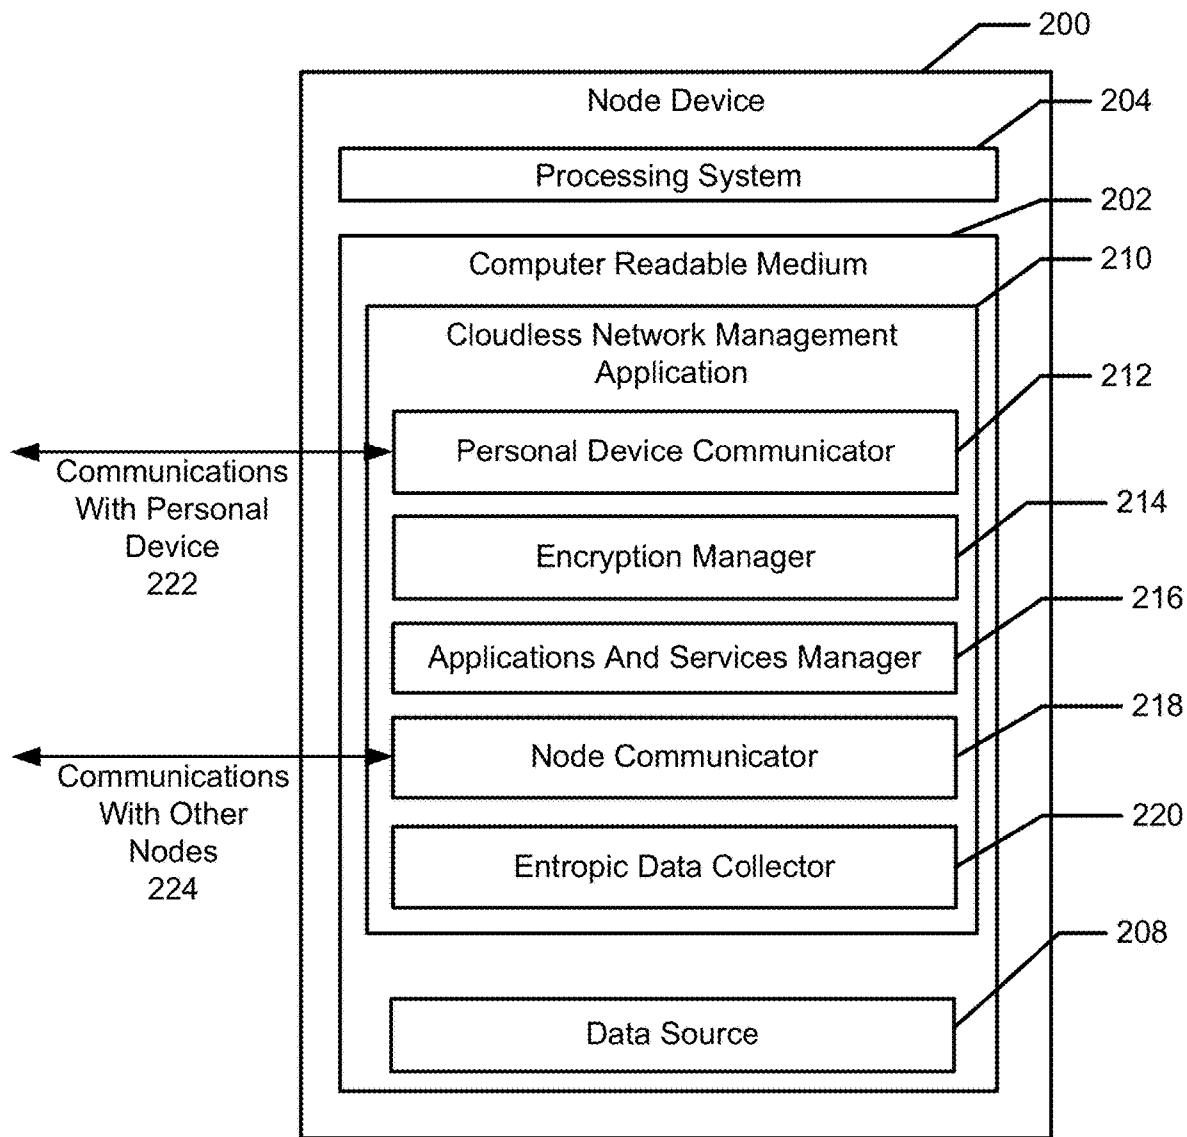 200
Node Device
204
Processing System
202
Computer Readable Medium
210
Cloudless Network Management
Application
212
Personal Device Communicator
Communications
With Personal
Device
222
214
Encryption Manager
216
Applications And Services Manager
218
Node Communicator
Communications
With Other
Nodes
224
220
Entropic Data Collector
208
Data Source